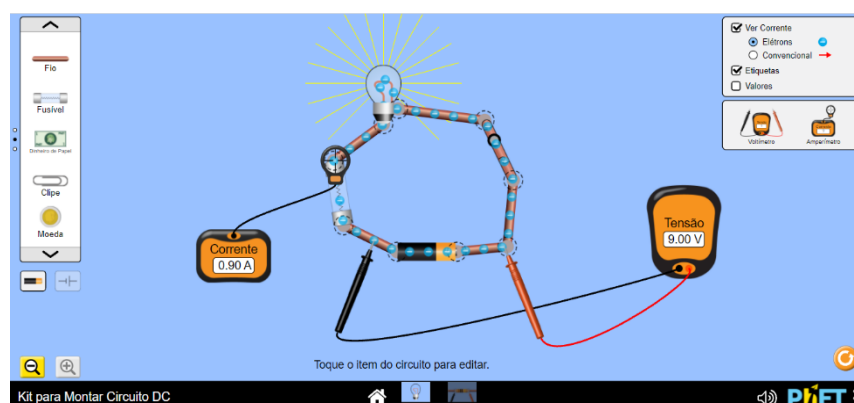 Fio
Fusível
Dinheiro de Papel
Clipe
Moeda
Ver Corrente
Elétrons
Convencional
Etiquetas
Valores
Voltímetro
Amperímetro
Corrente
0.90 A
Tensão
9.00 V
Toque o item do circuito para editar.
Kit para Montar Circuito DC
PhET